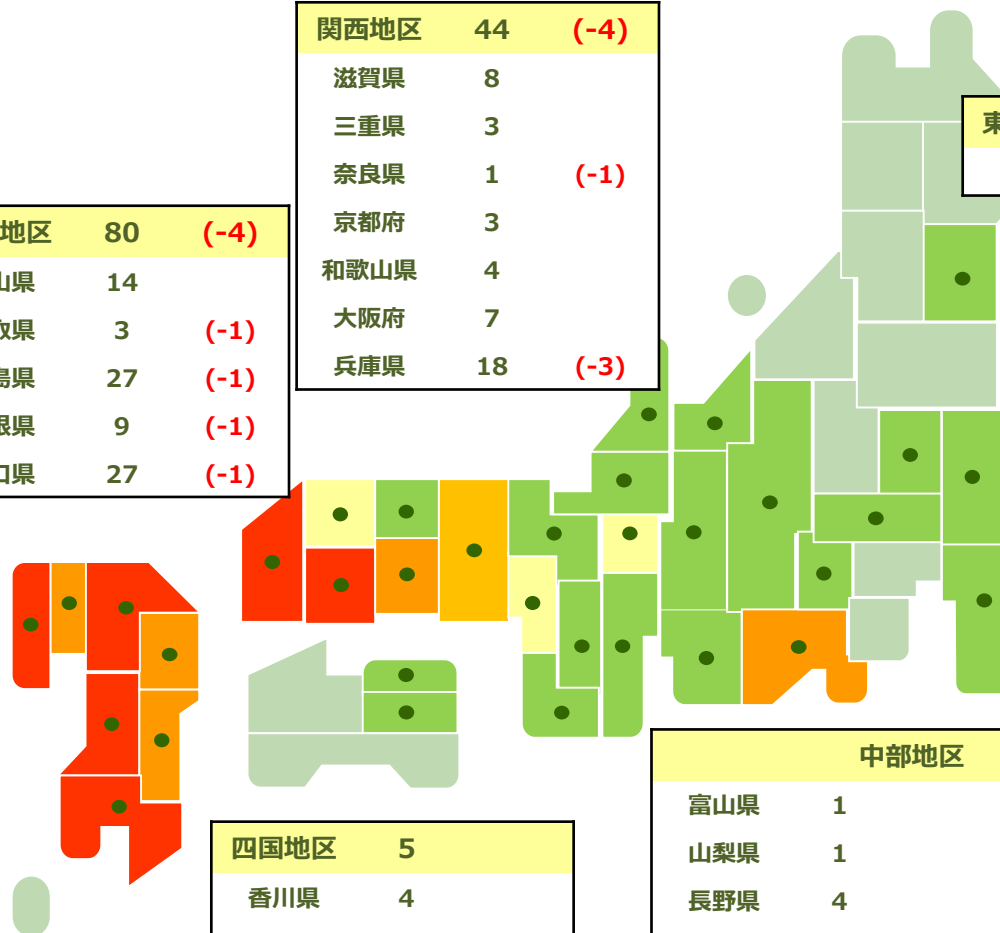 関西地区 44 (-4)
滋賀県 8
三重県 3
奈良県 1 (-1)
京都府 3
和歌山県 4
大阪府 7
兵庫県 18 (-3)
地区 80 (-4)
山県 14
取県 3 (-1)
島県 27 (-1)
根県 9 (-1)
口県 27 (-1)
東
中部地区
富山県 1
山梨県 1
長野県 4
四国地区 5
香川県 4